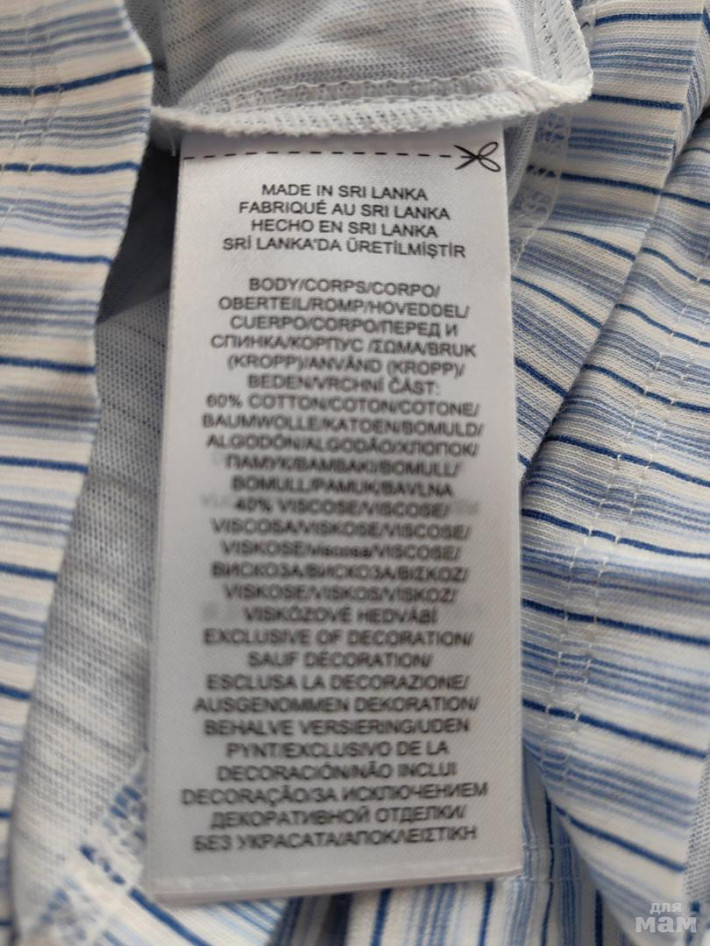 MADE IN SRI LANKA
FABRIQUÉ AU SRI LANKA
HECHO EN SRI LANKA
SRİ LANKA'DA ÜRETİLMİŞTİR
BODY/CORPS/CORPO/
OBERTEIL/ROMP/HOVEDDEL/
CUERPO/CORPO/ПЕРЕД И
СПИНКА/КОРПУС /ΣΩΜΑ/BRUK
(KROPP)/ANVÄND (KROPP)/
BEDEN/VRCHNÍ ČÁST:
60% COTTON/COTON/COTONE/
BAUMWOLLE/KATOEN/BOMULD/
ALGODÓN/ALGODÃO/ХЛОПОК/
ПАМУК/ΒΑΜΒΑΚΙ/BOMULL/
BOMULL/PAMUK/BAVLNA
40% VISCOSE/VISCOSE/
VISCOSA/VISKOSE/VISCOSE/
VISKOSE/viscosa/VISCOSE/
ВИСКОЗА/ВИСКОЗА/ΒΙΣΚΟΖ/
VISKOSE/VISKOS/VISKOZ/
VISKÓZOVÉ HEDVÁBÍ
EXCLUSIVE OF DECORATION/
SAUF DÉCORATION/
ESCLUSA LA DECORAZIONE/
AUSGENOMMEN DEKORATION/
BEHALVE VERSIERING/UDEN
PYNT/EXCLUSIVO DE LA
DECORACIÓN/NÃO INCLUI
DECORAÇÃO/ЗА ИСКЛЮЧЕНИЕМ
ДЕКОРАТИВНОЙ ОТДЕЛКИ/
БЕЗ УКРАСАТА/ΑΠΟΚΛΕΙΣΤΙΚΗ
для
мам